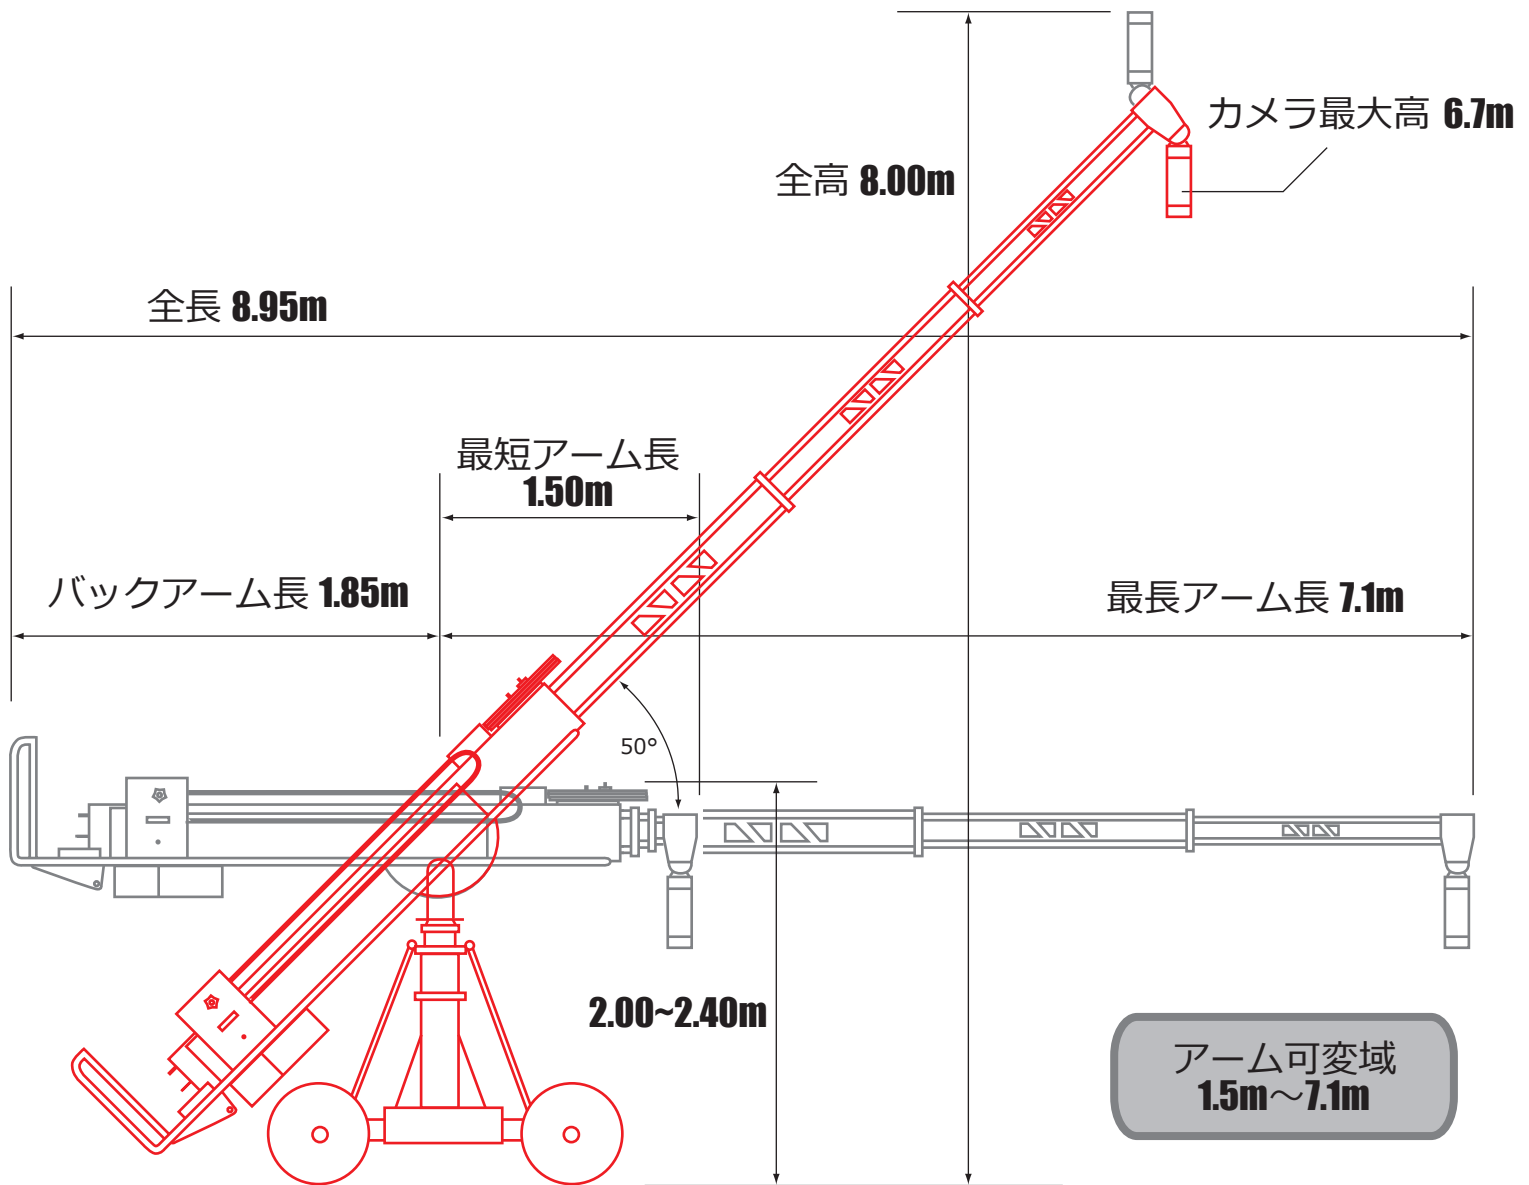 カメラ最大高 6.7m
全高 8.00m
全長 8.95m
最短アーム長
1.50m
バックアーム長 1.85m
最長アーム長 7.1m
50°
2.00~2.40m
アーム可変域
1.5m～7.1m